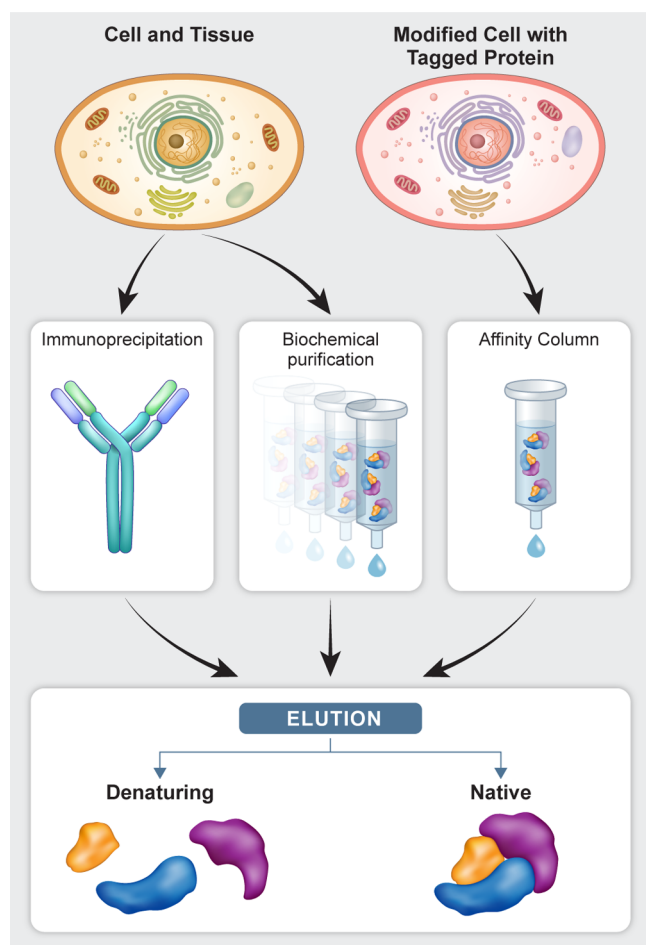 Cell and Tissue
Modified Cell with
Tagged Protein
Immunoprecipitation
Biochemical
purification
Affinity Column
ELUTION
Denaturing
Native